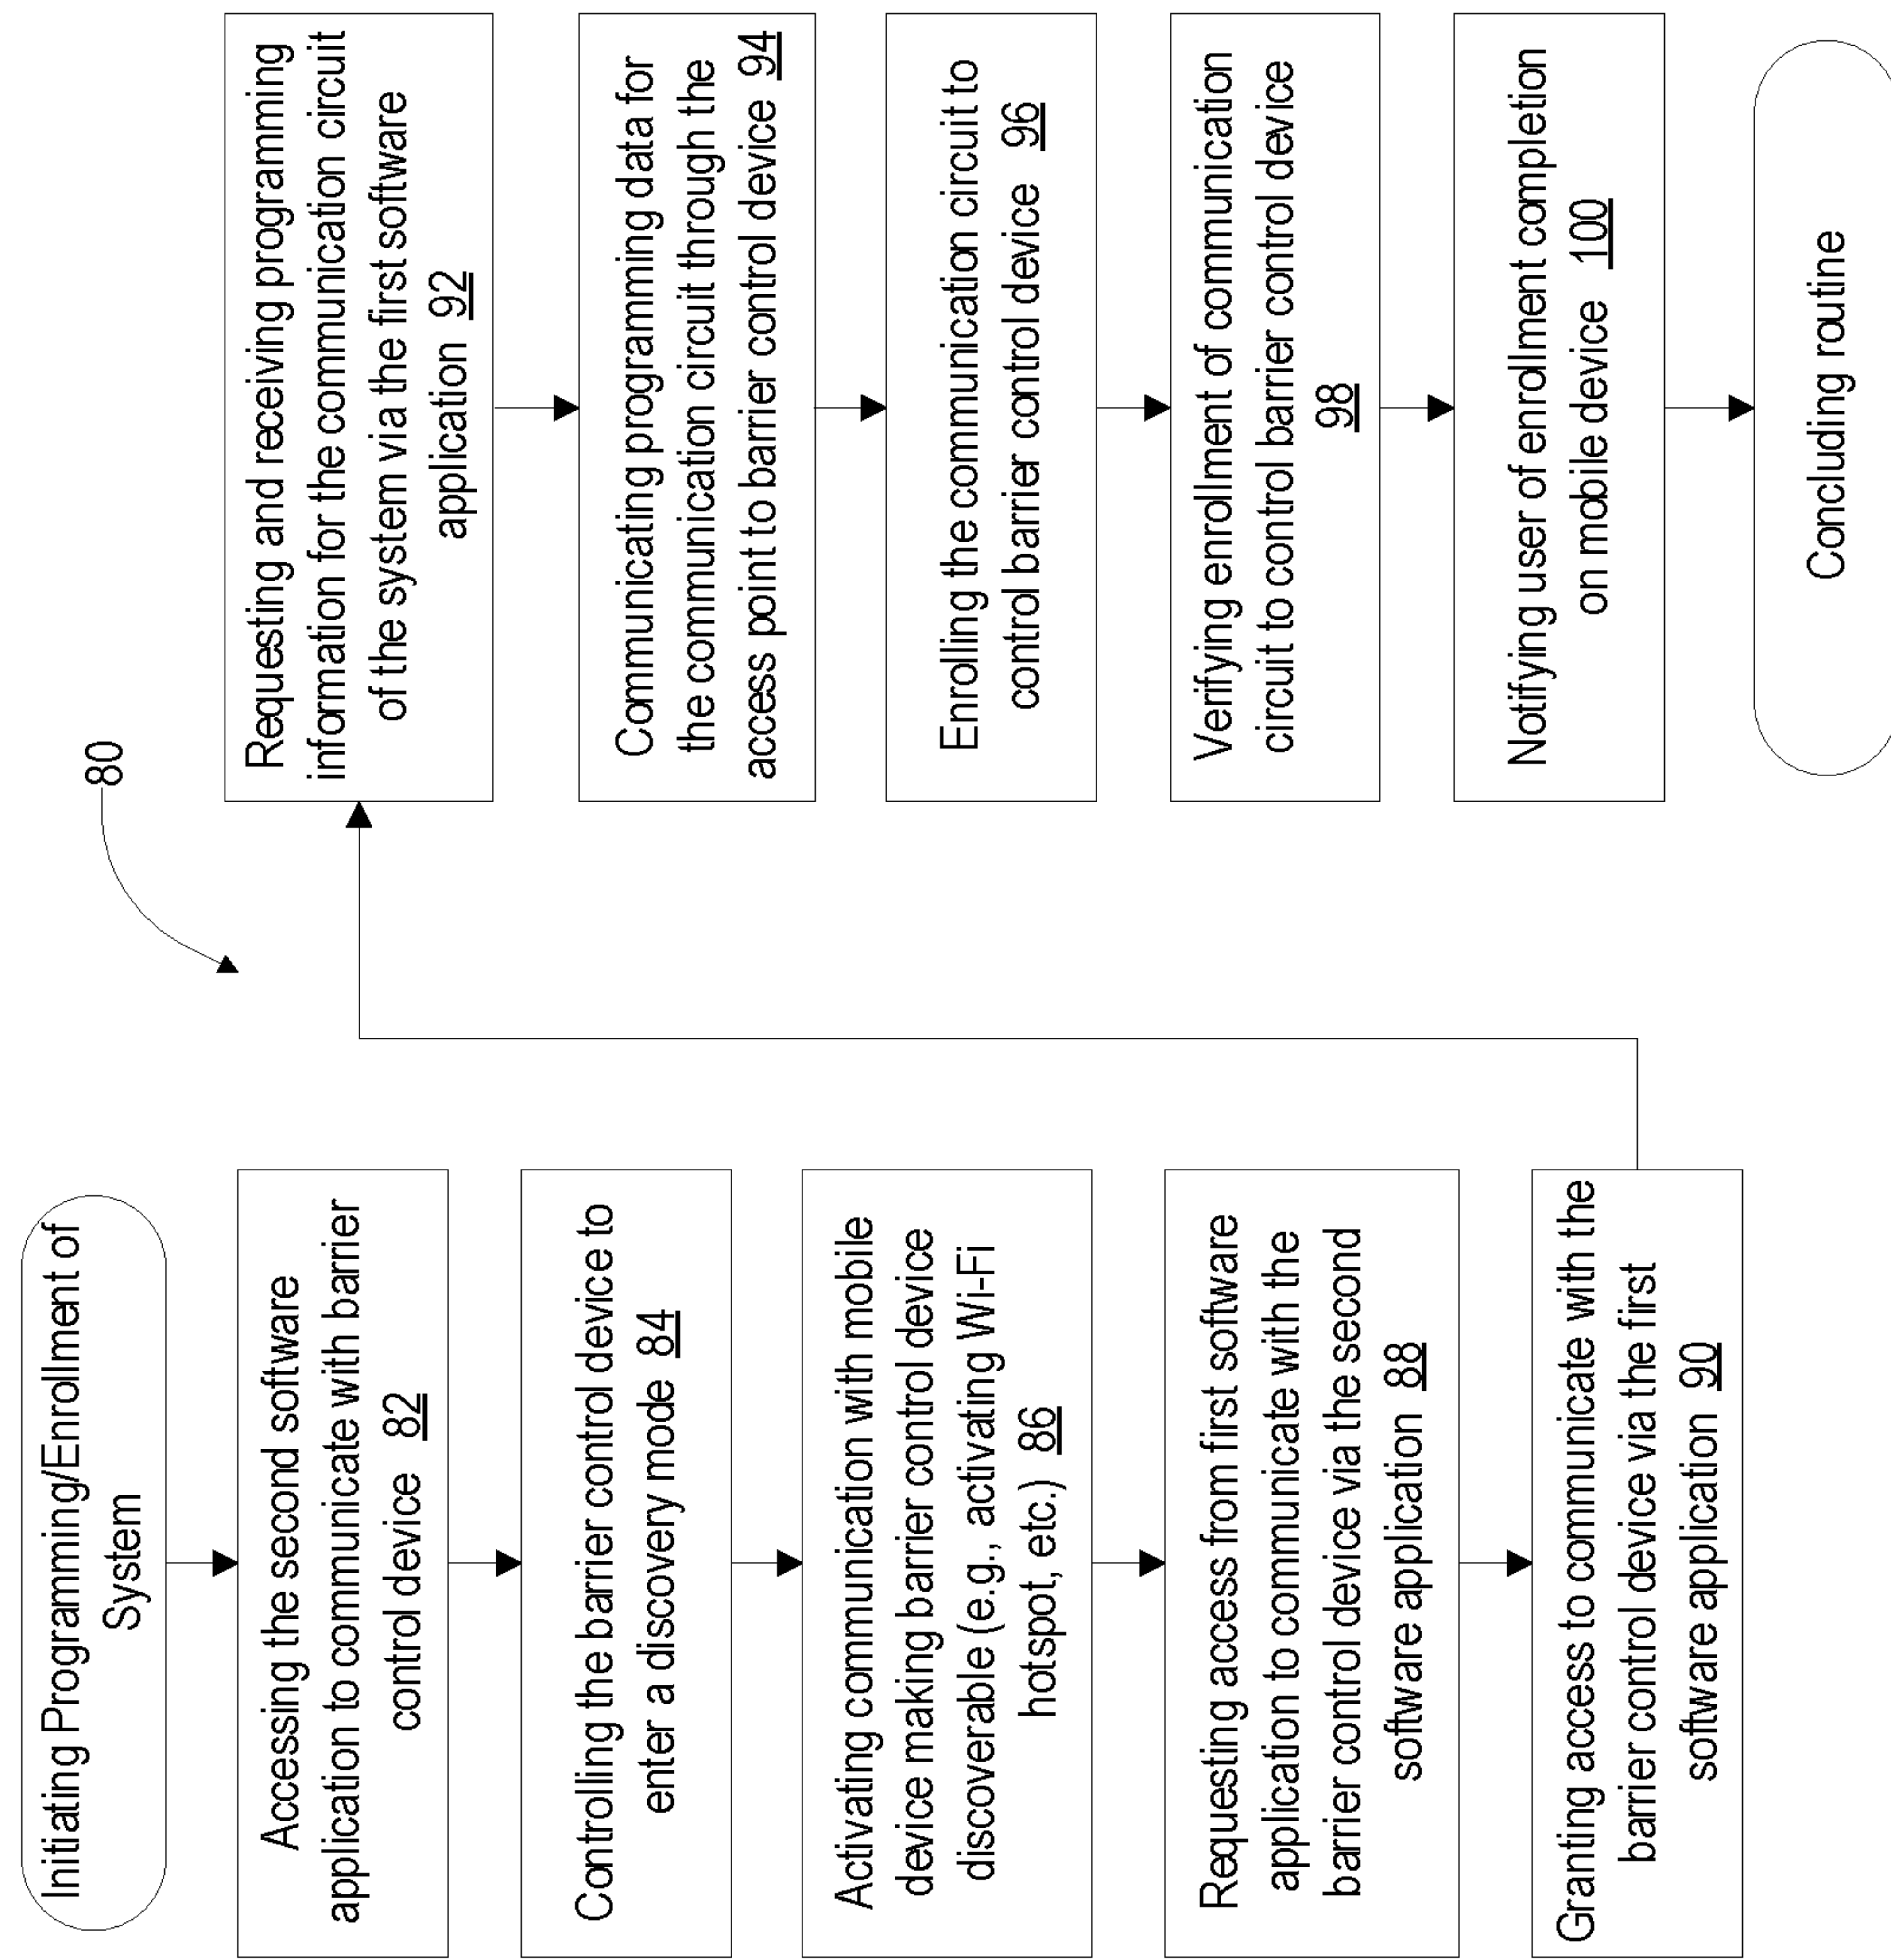 80
Initiating Programming/Enrollment of
System
Accessing the second software
application to communicate with barrier
control device 82
Controlling the barrier control device to
enter a discovery mode 84
Activating communication with mobile
device making barrier control device
discoverable (e.g., activating Wi-Fi
hotspot, etc.) 86
Requesting access from first software
application to communicate with the
barrier control device via the second
software application 88
Granting access to communicate with the
barrier control device via the first
software application 90
Requesting and receiving programming
information for the communication circuit
of the system via the first software
application 92
Communicating programming data for
the communication circuit through the
access point to barrier control device 94
Enrolling the communication circuit to
control barrier control device 96
Verifying enrollment of communication
circuit to control barrier control device
98
Notifying user of enrollment completion
on mobile device 100
Concluding routine